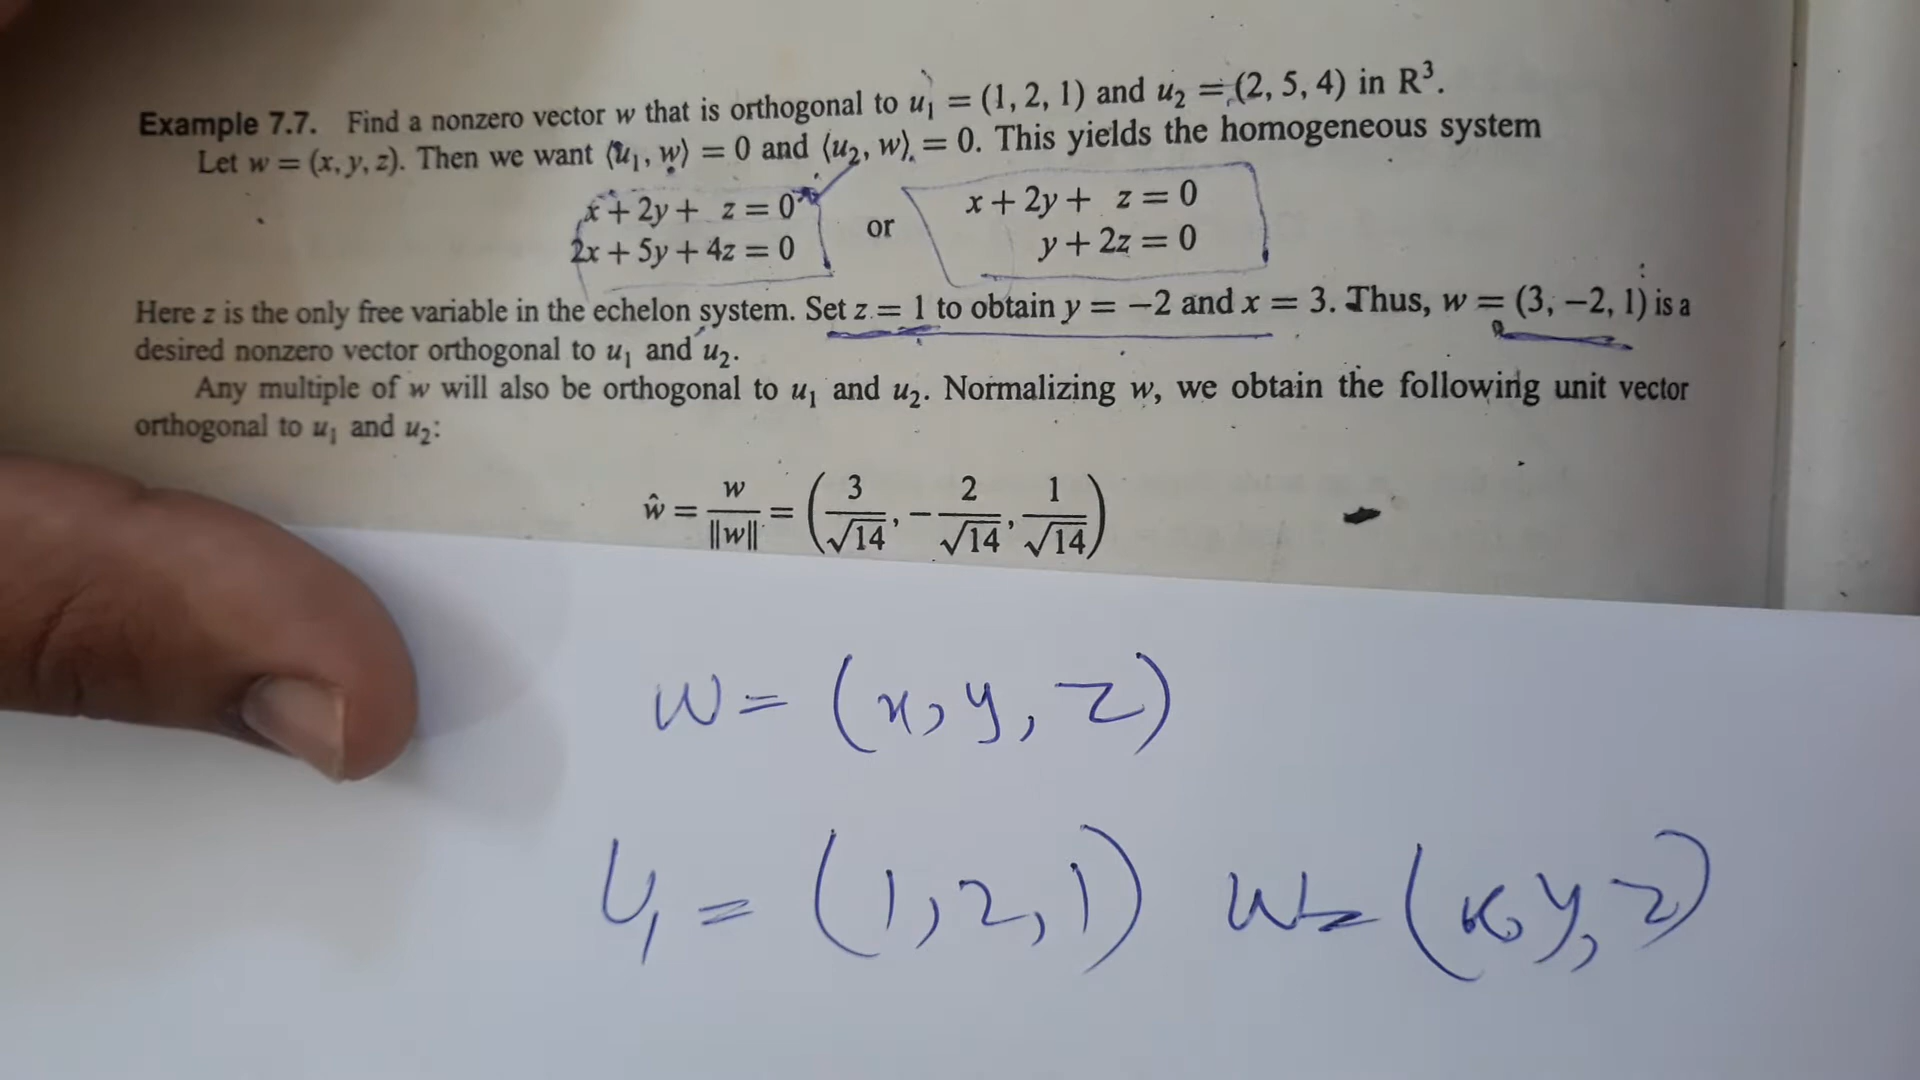 Example 7.7. Find a nonzero vector w that is orthogonal to u₁ = (1, 2, 1) and u₂ = (2, 5, 4) in R³.
Let w = (x, y, z). Then we want ⟨u₁, w⟩ = 0 and ⟨u₂, w⟩ = 0. This yields the homogeneous system
x + 2y + z = 0 or x + 2y + z = 0
2x + 5y + 4z = 0 y + 2z = 0
Here z is the only free variable in the echelon system. Set z = 1 to obtain y = −2 and x = 3. Thus, w = (3, −2, 1) is a
desired nonzero vector orthogonal to u₁ and u₂.
Any multiple of w will also be orthogonal to u₁ and u₂. Normalizing w, we obtain the following unit vector
orthogonal to u₁ and u₂:
ŵ = w/‖w‖ = (3/√14, −2/√14, 1/√14)
w = (x, y, z)
u₁ = (1, 2, 1) w = (x, y, z)